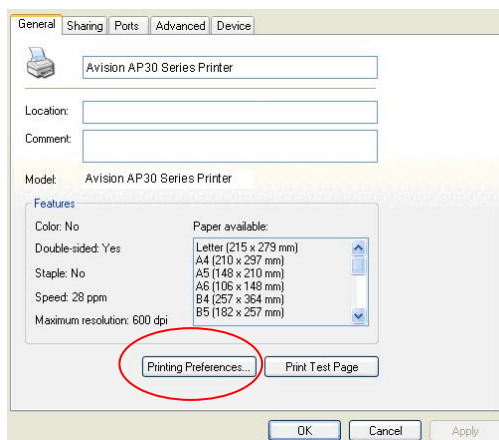 General Sharing Ports Advanced Device
Avision AP30 Series Printer
Location:
Comment:
Model: Avision AP30 Series Printer
Features
Color: No
Double-sided: Yes
Staple: No
Speed: 28 ppm
Maximum resolution: 600 dpi
Paper available:
Letter (215 x 279 mm)
A4 (210 x 297 mm)
A5 (148 x 210 mm)
A6 (106 x 148 mm)
B4 (257 x 364 mm)
B5 (182 x 257 mm)
Printing Preferences... Print Test Page
OK Cancel Apply